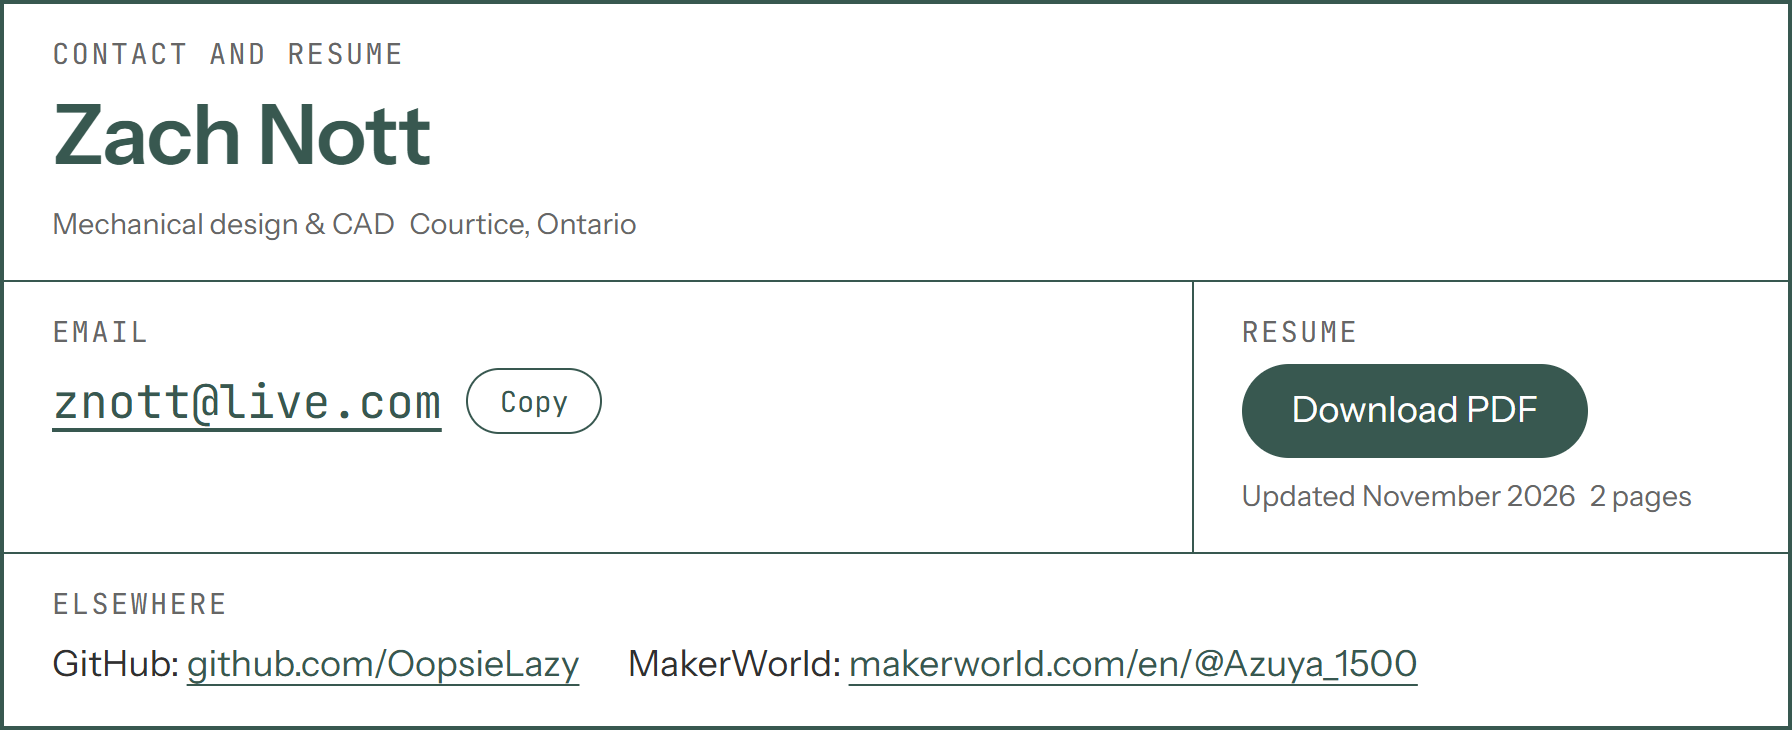 CONTACT AND RESUME
Zach Nott
Mechanical design & CAD Courtice, Ontario
EMAIL
znott@live.com Copy
RESUME
Download PDF
Updated November 2026 2 pages
ELSEWHERE
GitHub: github.com/OopsieLazy MakerWorld: makerworld.com/en/@Azuya_1500